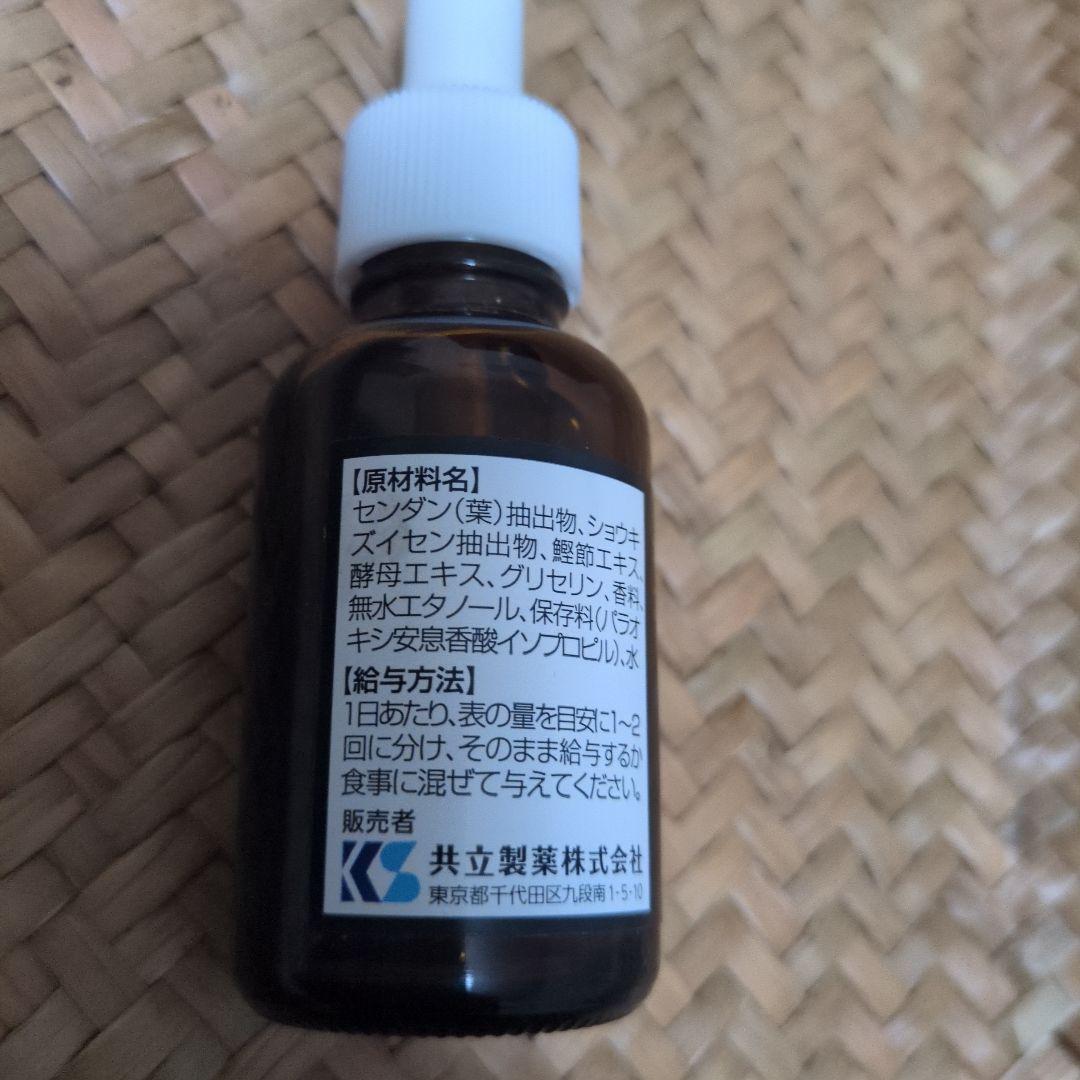 【原材料名】
センダン(葉)抽出物、ショウキ
ズイセン抽出物、鰹節エキス、
酵母エキス、グリセリン、香料、
無水エタノール、保存料(パラオ
キシ安息香酸イソプロピル)、水
【給与方法】
1日あたり、表の量を目安に1~2
回に分け、そのまま給与するか
食事に混ぜて与えてください。
販売者
KS 共立製薬株式会社
東京都千代田区九段南1-5-10